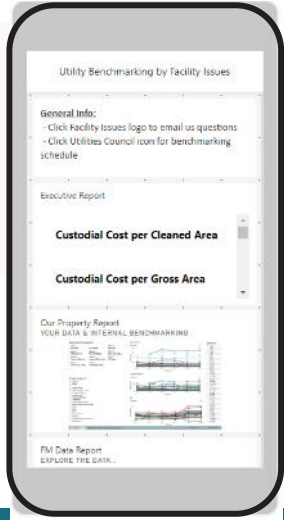 Utility Benchmarking by Facility Issues
General Info:
- Click Facility Issues logo to email us questions
- Click Utilities Council icon for benchmarking
schedule
Executive Report
Custodial Cost per Cleaned Area
Custodial Cost per Gross Area
Our Property Report
YOUR DATA & INTERNAL BENCHMARKING
FM Data Report
EXPLORE THE DATA..